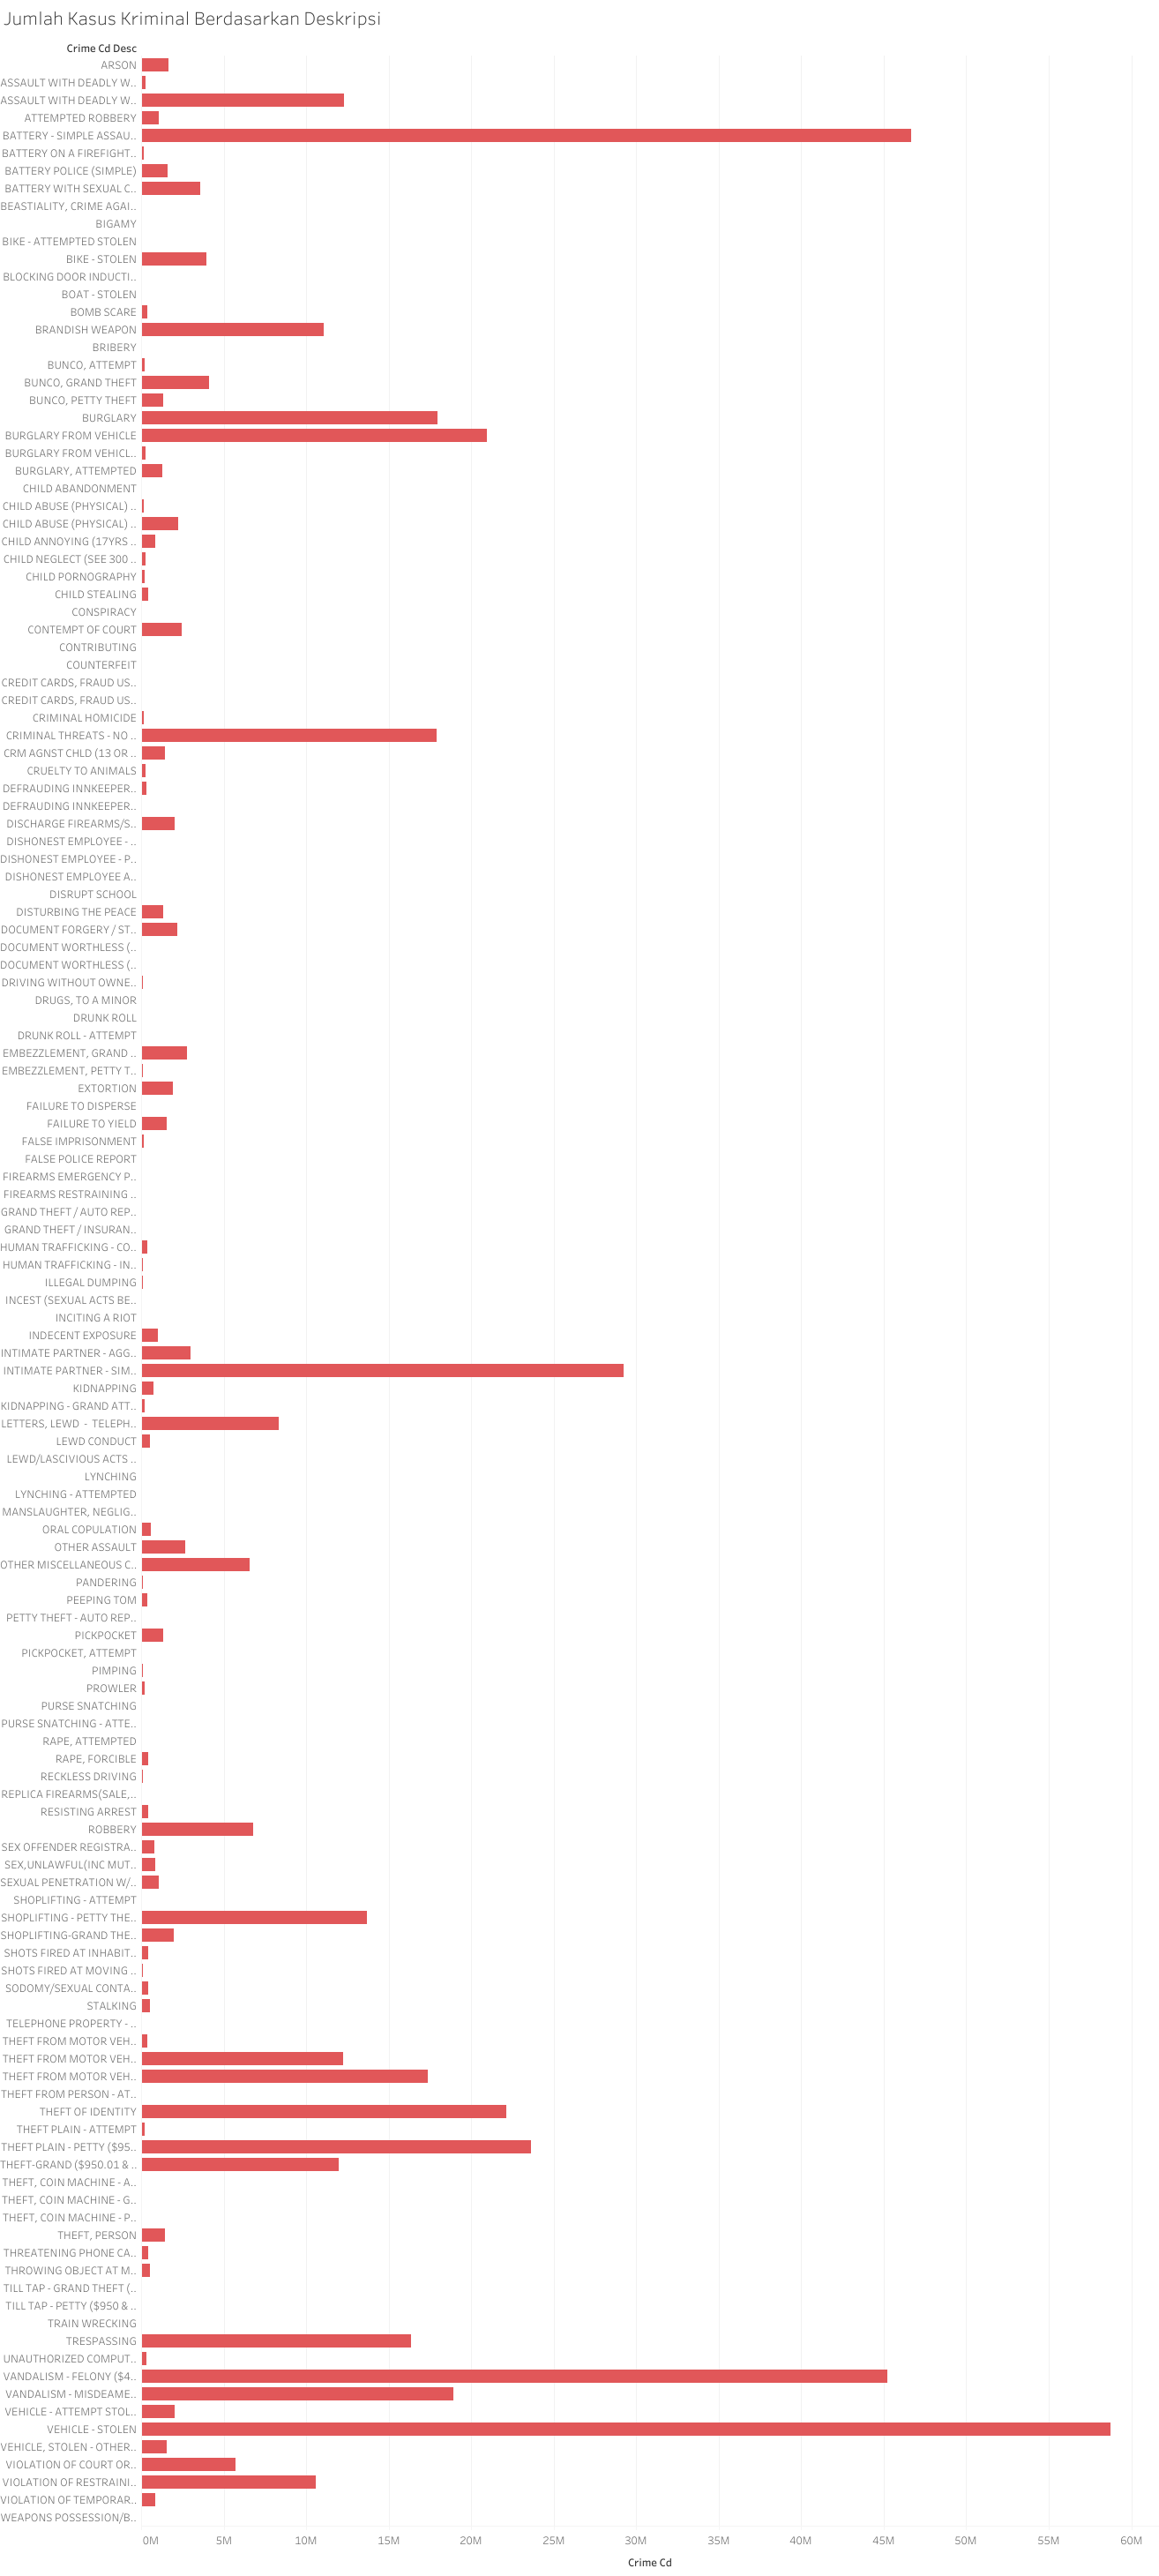 Jumlah Kasus Kriminal Berdasarkan Deskripsi
Crime Cd Desc
ARSON
ASSAULT WITH DEADLY W..
ASSAULT WITH DEADLY W..
ATTEMPTED ROBBERY
BATTERY - SIMPLE ASSAU..
BATTERY ON A FIREFIGHT..
BATTERY POLICE (SIMPLE)
BATTERY WITH SEXUAL C..
BEASTIALITY, CRIME AGAI..
BIGAMY
BIKE - ATTEMPTED STOLEN
BIKE - STOLEN
BLOCKING DOOR INDUCTI..
BOAT - STOLEN
BOMB SCARE
BRANDISH WEAPON
BRIBERY
BUNCO, ATTEMPT
BUNCO, GRAND THEFT
BUNCO, PETTY THEFT
BURGLARY
BURGLARY FROM VEHICLE
BURGLARY FROM VEHICL..
BURGLARY, ATTEMPTED
CHILD ABANDONMENT
CHILD ABUSE (PHYSICAL) ..
CHILD ABUSE (PHYSICAL) ..
CHILD ANNOYING (17YRS ..
CHILD NEGLECT (SEE 300 ..
CHILD PORNOGRAPHY
CHILD STEALING
CONSPIRACY
CONTEMPT OF COURT
CONTRIBUTING
COUNTERFEIT
CREDIT CARDS, FRAUD US..
CREDIT CARDS, FRAUD US..
CRIMINAL HOMICIDE
CRIMINAL THREATS - NO ..
CRM AGNST CHLD (13 OR ..
CRUELTY TO ANIMALS
DEFRAUDING INNKEEPER..
DEFRAUDING INNKEEPER..
DISCHARGE FIREARMS/S..
DISHONEST EMPLOYEE - ..
DISHONEST EMPLOYEE - P..
DISHONEST EMPLOYEE A..
DISRUPT SCHOOL
DISTURBING THE PEACE
DOCUMENT FORGERY / ST..
DOCUMENT WORTHLESS (..
DOCUMENT WORTHLESS (..
DRIVING WITHOUT OWNE..
DRUGS, TO A MINOR
DRUNK ROLL
DRUNK ROLL - ATTEMPT
EMBEZZLEMENT, GRAND ..
EMBEZZLEMENT, PETTY T..
EXTORTION
FAILURE TO DISPERSE
FAILURE TO YIELD
FALSE IMPRISONMENT
FALSE POLICE REPORT
FIREARMS EMERGENCY P..
FIREARMS RESTRAINING ..
GRAND THEFT / AUTO REP..
GRAND THEFT / INSURAN..
HUMAN TRAFFICKING - CO..
HUMAN TRAFFICKING - IN..
ILLEGAL DUMPING
INCEST (SEXUAL ACTS BE..
INCITING A RIOT
INDECENT EXPOSURE
INTIMATE PARTNER - AGG..
INTIMATE PARTNER - SIM..
KIDNAPPING
KIDNAPPING - GRAND ATT..
LETTERS, LEWD  -  TELEPH..
LEWD CONDUCT
LEWD/LASCIVIOUS ACTS ..
LYNCHING
LYNCHING - ATTEMPTED
MANSLAUGHTER, NEGLIG..
ORAL COPULATION
OTHER ASSAULT
OTHER MISCELLANEOUS C..
PANDERING
PEEPING TOM
PETTY THEFT - AUTO REP..
PICKPOCKET
PICKPOCKET, ATTEMPT
PIMPING
PROWLER
PURSE SNATCHING
PURSE SNATCHING - ATTE..
RAPE, ATTEMPTED
RAPE, FORCIBLE
RECKLESS DRIVING
REPLICA FIREARMS(SALE,..
RESISTING ARREST
ROBBERY
SEX OFFENDER REGISTRA..
SEX,UNLAWFUL(INC MUT..
SEXUAL PENETRATION W/..
SHOPLIFTING - ATTEMPT
SHOPLIFTING - PETTY THE..
SHOPLIFTING-GRAND THE..
SHOTS FIRED AT INHABIT..
SHOTS FIRED AT MOVING ..
SODOMY/SEXUAL CONTA..
STALKING
TELEPHONE PROPERTY - ..
THEFT FROM MOTOR VEH..
THEFT FROM MOTOR VEH..
THEFT FROM MOTOR VEH..
THEFT FROM PERSON - AT..
THEFT OF IDENTITY
THEFT PLAIN - ATTEMPT
THEFT PLAIN - PETTY ($95..
THEFT-GRAND ($950.01 & ..
THEFT, COIN MACHINE - A..
THEFT, COIN MACHINE - G..
THEFT, COIN MACHINE - P..
THEFT, PERSON
THREATENING PHONE CA..
THROWING OBJECT AT M..
TILL TAP - GRAND THEFT (..
TILL TAP - PETTY ($950 & ..
TRAIN WRECKING
TRESPASSING
UNAUTHORIZED COMPUT..
VANDALISM - FELONY ($4..
VANDALISM - MISDEAME..
VEHICLE - ATTEMPT STOL..
VEHICLE - STOLEN
VEHICLE, STOLEN - OTHER..
VIOLATION OF COURT OR..
VIOLATION OF RESTRAINI..
VIOLATION OF TEMPORAR..
WEAPONS POSSESSION/B..
0M 5M 10M 15M 20M 25M 30M 35M 40M 45M 50M 55M 60M
Crime Cd